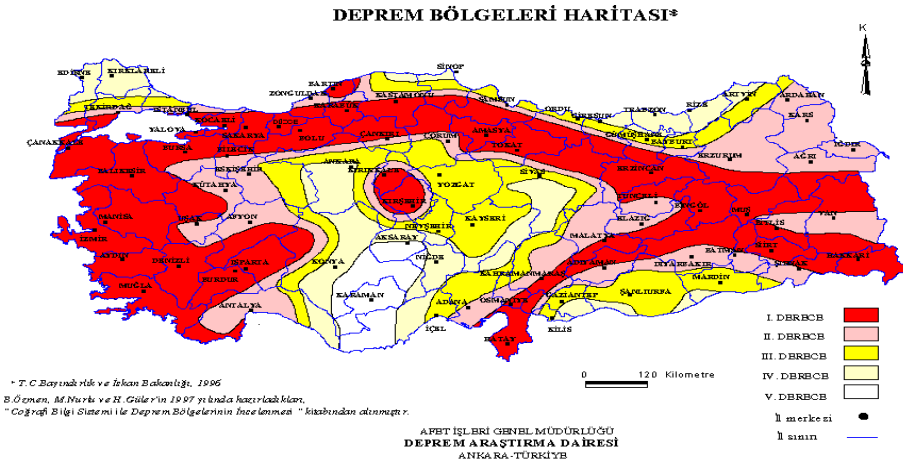 DEPREM BÖLGELERİ HARİTASI*
K
SİNOP
EDİRNE
KIRKLARELİ
BARTIN
ZONGULDAK
KASTAMONU
ARTVİN
ARDAHAN
TEKİRDAĞ
İSTANBUL
KARABÜK
SAMSUN
ORDU
GİRESUN
TRABZON
RİZE
KARS
YALOVA
KOCAELİ
SAKARYA
DÜZCE
BOLU
ÇANKIRI
ÇORUM
AMASYA
TOKAT
GÜMÜŞHANE
BAYBURT
ÇANAKKALE
BURSA
BİLECİK
ERZURUM
AĞRI
IĞDIR
BALIKESİR
ESKİŞEHİR
ANKARA
KIRIKKALE
YOZGAT
SİVAS
ERZİNCAN
KÜTAHYA
KIRŞEHİR
TUNCELİ
BİNGÖL
MUŞ
MANİSA
UŞAK
AFYON
NEVŞEHİR
KAYSERİ
ELAZIĞ
BİTLİS
VAN
İZMİR
AKSARAY
MALATYA
AYDIN
DENİZLİ
ISPARTA
BURDUR
KONYA
NİĞDE
KAHRAMANMARAŞ
ADIYAMAN
DİYARBAKIR
BATMAN
SİİRT
ŞIRNAK
HAKKARİ
MUĞLA
ANTALYA
KARAMAN
ADANA
OSMANİYE
GAZİANTEP
ŞANLIURFA
MARDİN
İÇEL
KİLİS
HATAY
I. DERECE
II. DERECE
III. DERECE
IV. DERECE
V. DERECE
İl merkezi
İl sınırı
0 120 Kilometre
* T.C.Bayındırlık ve İskan Bakanlığı, 1996
B.Özmen, M.Nurlu ve H.Güler'in 1997 yılında hazırladıkları,
"Coğrafi Bilgi Sistemi ile Deprem Bölgelerinin İncelenmesi" kitabından alınmıştır.
AFET İŞLERİ GENEL MÜDÜRLÜĞÜ
DEPREM ARAŞTIRMA DAİRESİ
ANKARA-TÜRKİYE